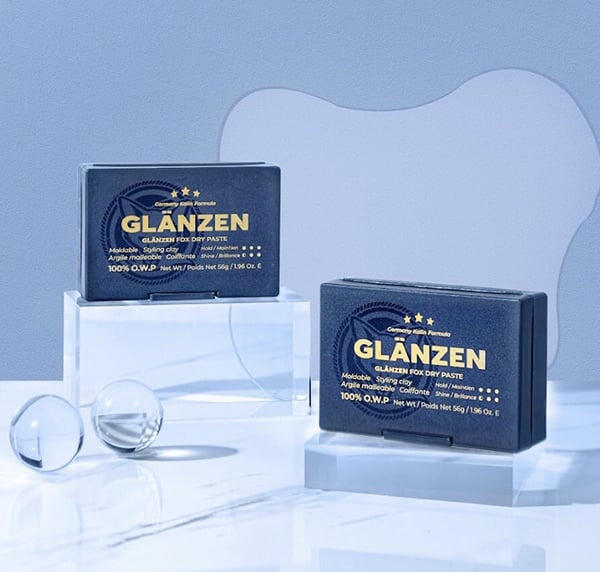 Germany Kolin Formula
GLÄNZEN
GLÄNZEN FOX DRY PASTE
Moldable Styling clay Hold / Maintien
Argile malleable Coiffante Shine / Brillance
100% O.W.P Net Wt / Poids Net 56g / 1.96 Oz. E
Germany Kolin Formula
GLÄNZEN
GLÄNZEN FOX DRY PASTE
Moldable Styling clay Hold / Maintien
Argile malleable Coiffante Shine / Brillance
100% O.W.P Net Wt / Poids Net 56g / 1.96 Oz. E